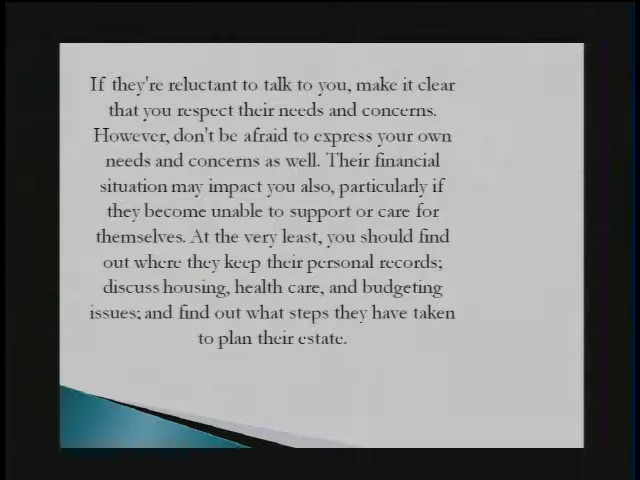 If they're reluctant to talk to you, make it clear
that you respect their needs and concerns.
However, don't be afraid to express your own
needs and concerns as well. Their financial
situation may impact you also, particularly if
they become unable to support or care for
themselves. At the very least, you should find
out where they keep their personal records;
discuss housing, health care, and budgeting
issues; and find out what steps they have taken
to plan their estate.